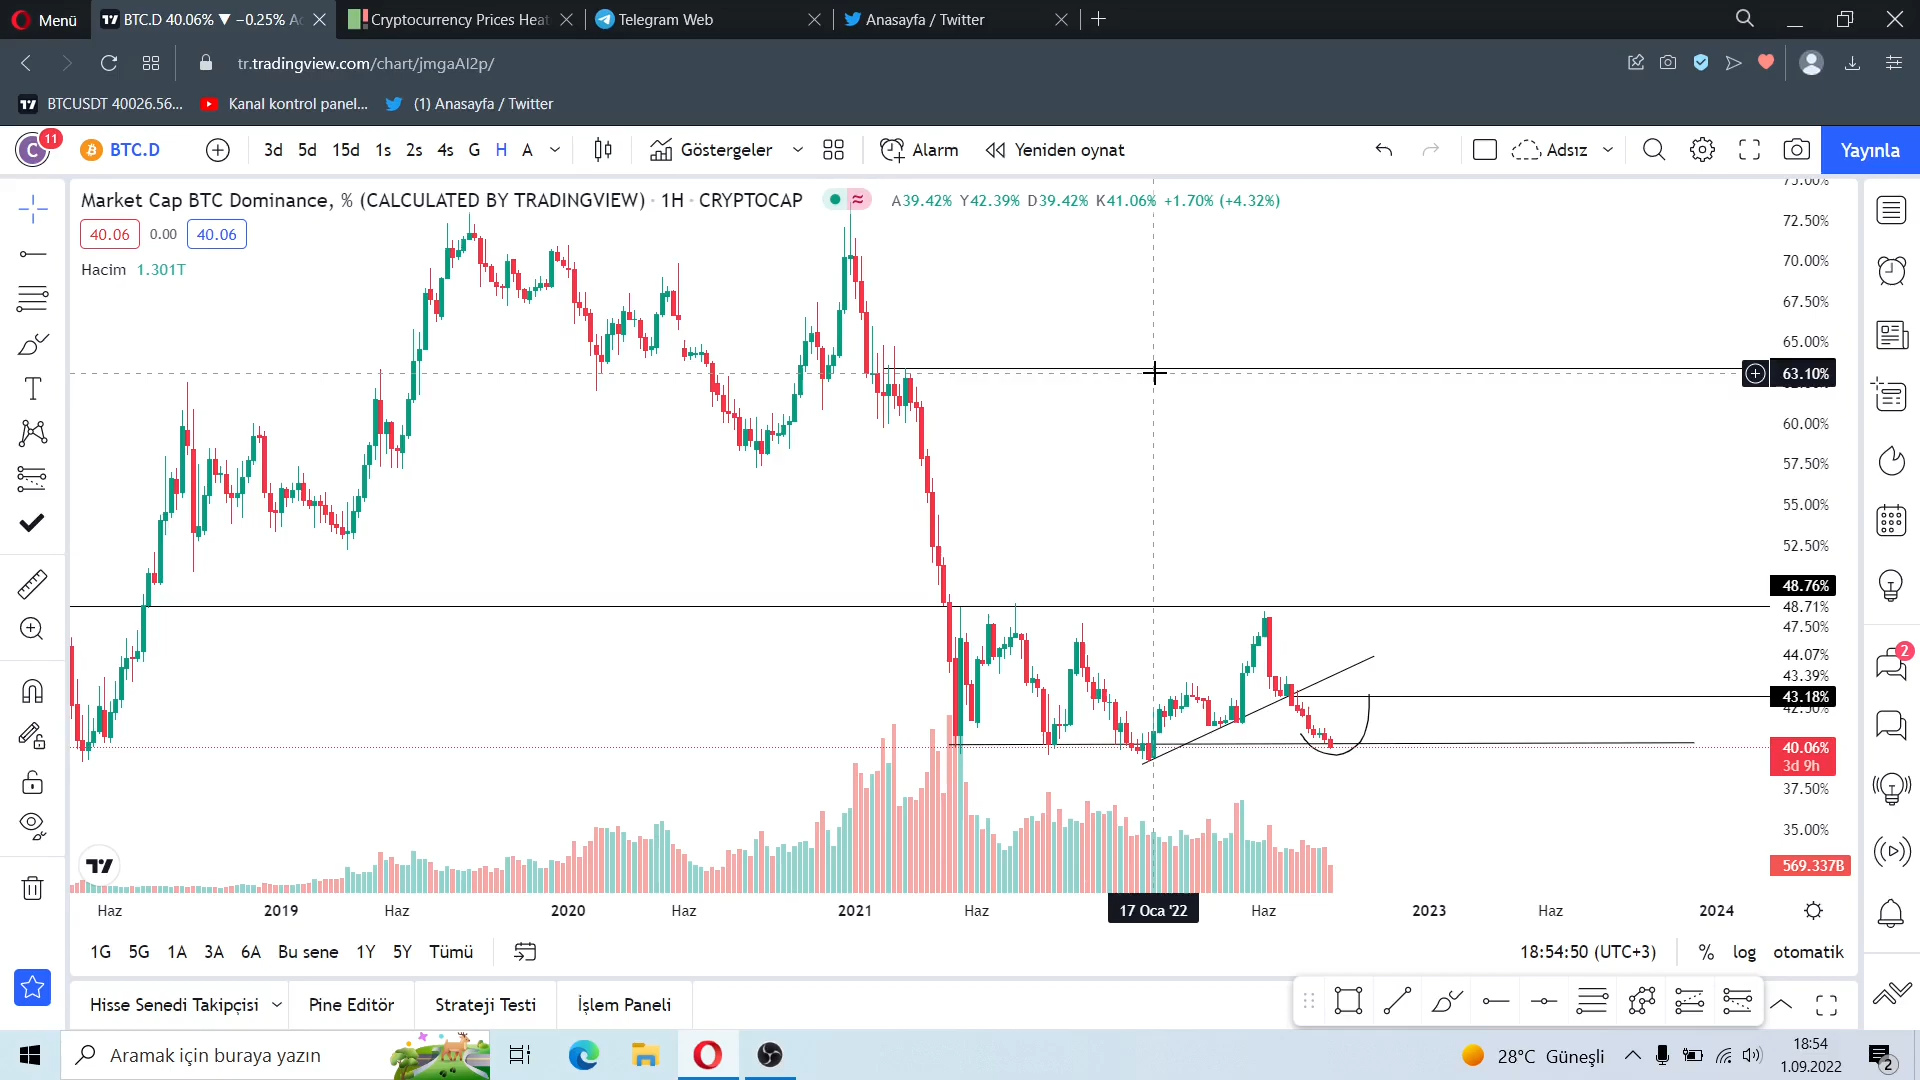 Menü
BTC.D 40.06% ▼ −0.25%
Cryptocurrency Prices Heat
Telegram Web
Anasayfa / Twitter
tr.tradingview.com/chart/jmgaAl2p/
BTCUSDT 40026.56...
Kanal kontrol panel...
(1) Anasayfa / Twitter
C
11
BTC.D
3d
5d
15d
1s
2s
4s
G
H
A
Göstergeler
Alarm
Yeniden oynat
Adsız
Yayınla
Market Cap BTC Dominance, % (CALCULATED BY TRADINGVIEW) · 1H · CRYPTOCAP
A39.42% Y42.39% D39.42% K41.06% +1.70% (+4.32%)
40.06
0.00
40.06
Hacim 1.301T
75.00%
72.50%
70.00%
67.50%
65.00%
63.10%
60.00%
57.50%
55.00%
52.50%
48.76%
48.71%
47.50%
44.07%
43.39%
43.18%
42.50%
40.06%
3d 9h
37.50%
35.00%
569.337B
2
Haz
2019
Haz
2020
Haz
2021
Haz
17 Oca '22
Haz
2023
Haz
2024
1G
5G
1A
3A
6A
Bu sene
1Y
5Y
Tümü
18:54:50 (UTC+3)
%
log
otomatik
Hisse Senedi Takipçisi
Pine Editör
Strateji Testi
İşlem Paneli
Aramak için buraya yazın
28°C Güneşli
18:54
1.09.2022
2